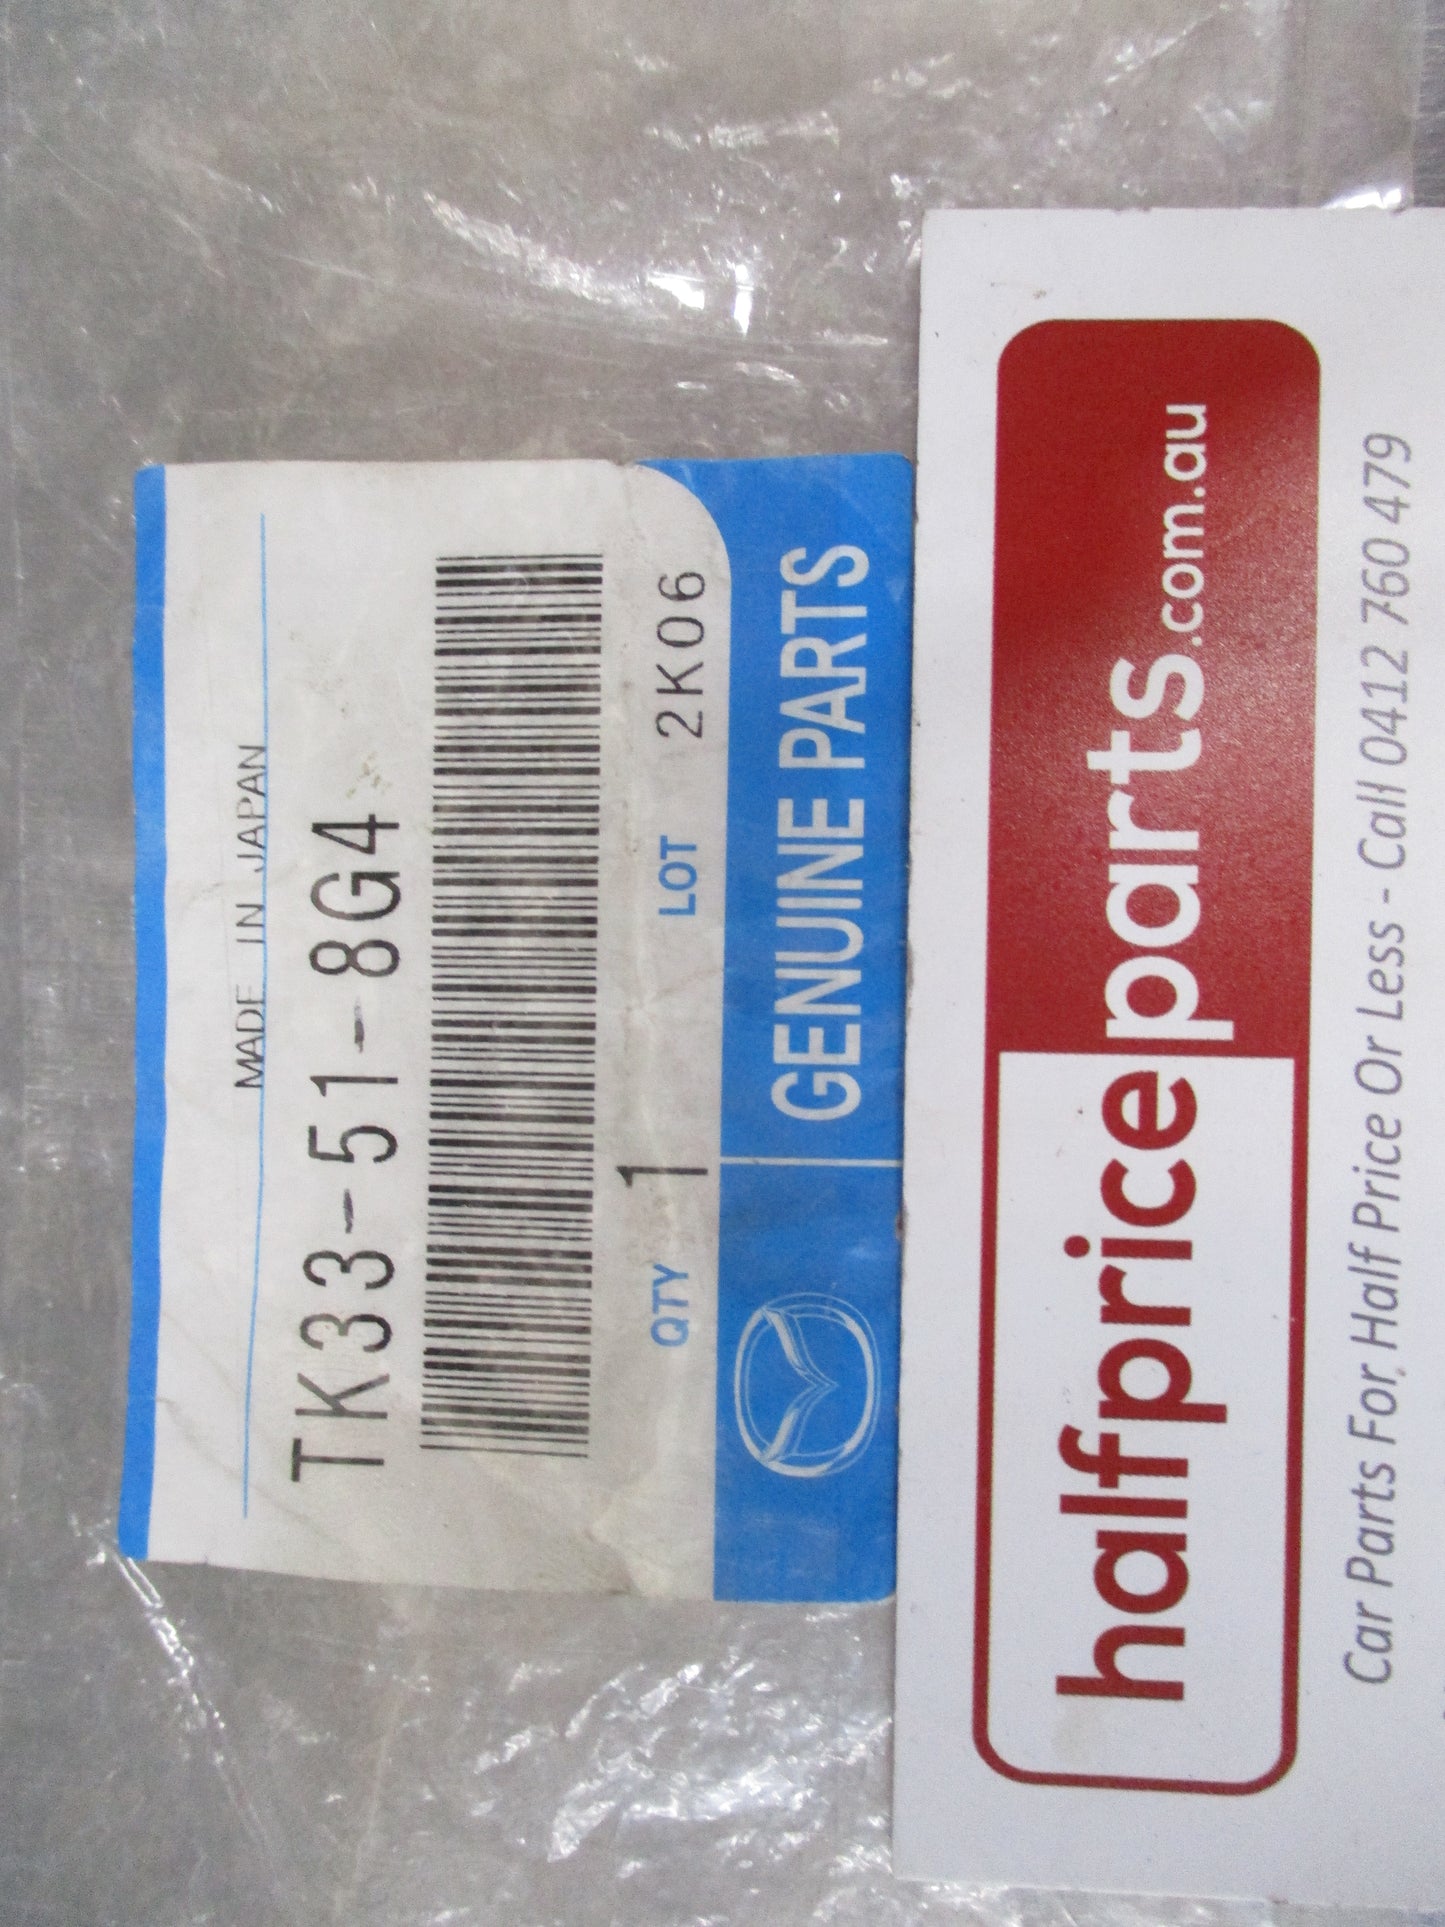 MADE IN JAPAN
TK33-51-8G4
QTY 1 LOT 2K06
GENUINE PARTS
halfpriceparts.com.au
Car Parts For Half Price Or Less - Call 0412 760 479